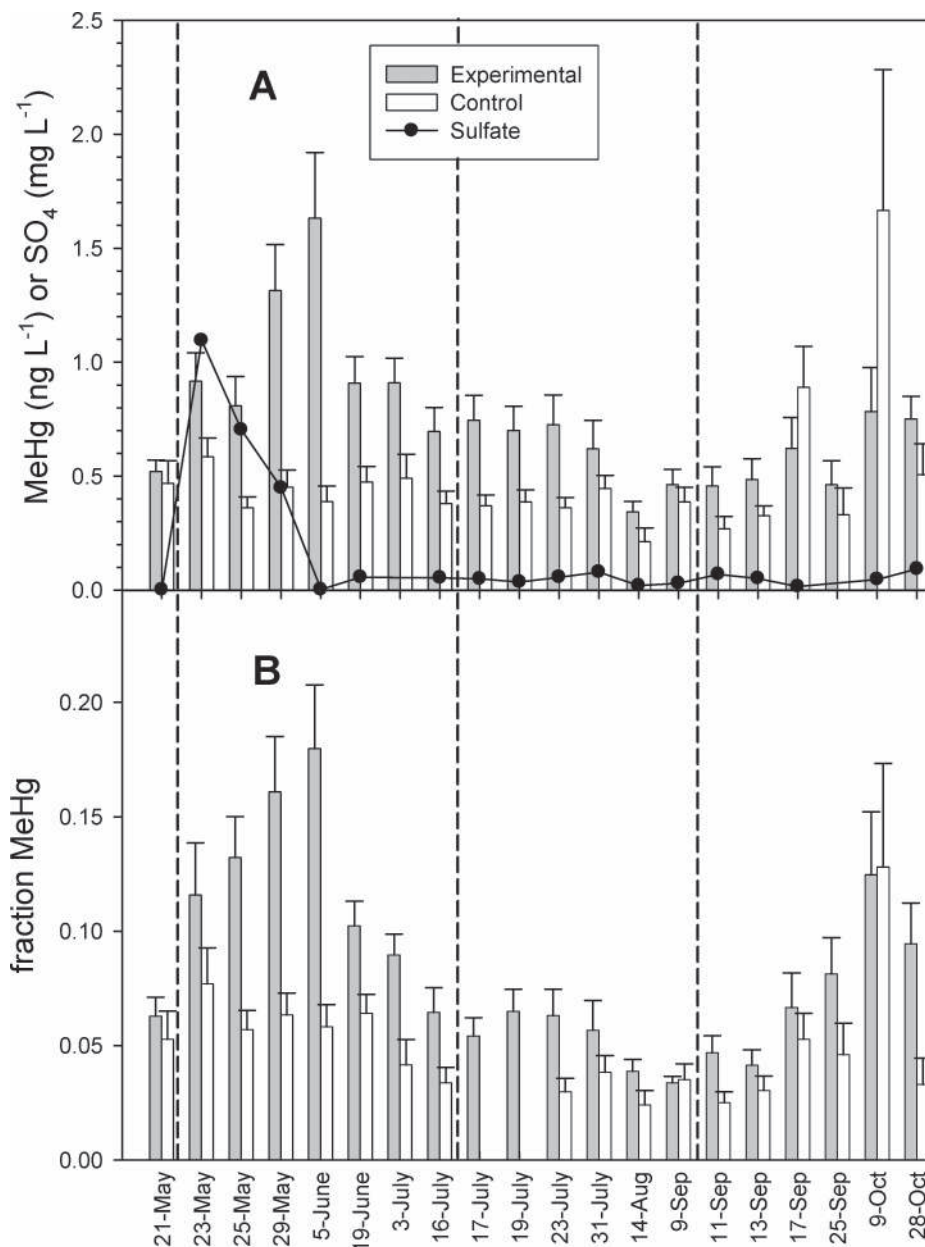 A
Experimental
Control
Sulfate
MeHg (ng L⁻¹) or SO₄ (mg L⁻¹)
2.5
2.0
1.5
1.0
0.5
0.0
B
fraction MeHg
0.20
0.15
0.10
0.05
0.00
21-May
23-May
25-May
29-May
5-June
19-June
3-July
16-July
17-July
19-July
23-July
31-July
14-Aug
9-Sep
11-Sep
13-Sep
17-Sep
25-Sep
9-Oct
28-Oct